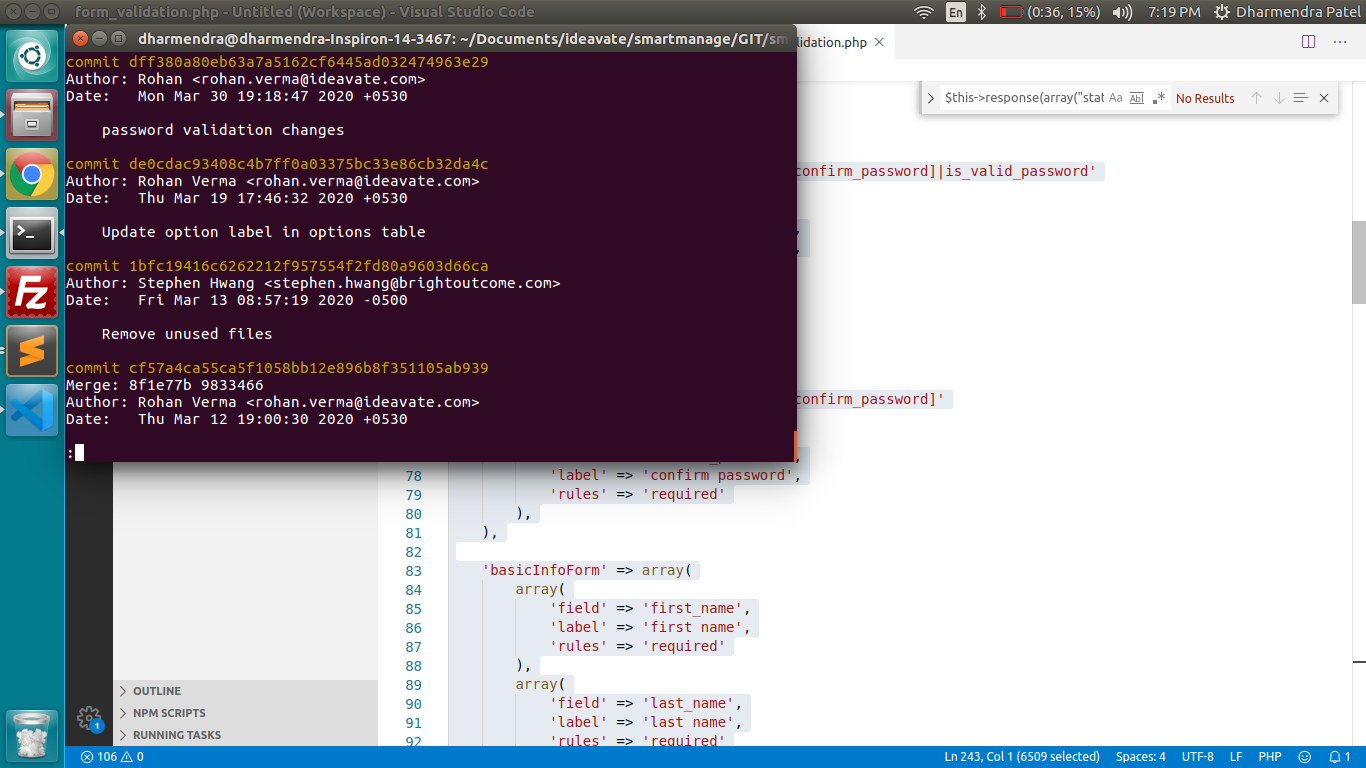 form_validation.php - Untitled (Workspace) - Visual Studio Code
En
(0:36, 15%)
7:19 PM
Dharmendra Patel
dharmendra@dharmendra-Inspiron-14-3467: ~/Documents/ideavate/smartmanage/GIT/sm
lidation.php
commit dff380a80eb63a7a5162cf6445ad032474963e29
Author: Rohan <rohan.verma@ideavate.com>
Date:   Mon Mar 30 19:18:47 2020 +0530
password validation changes
commit de0cdac93408c4b7ff0a03375bc33e86cb32da4c
Author: Rohan Verma <rohan.verma@ideavate.com>
Date:   Thu Mar 19 17:46:32 2020 +0530
Update option label in options table
commit 1bfc19416c6262212f957554f2fd80a9603d66ca
Author: Stephen Hwang <stephen.hwang@brightoutcome.com>
Date:   Fri Mar 13 08:57:19 2020 -0500
Remove unused files
commit cf57a4ca55ca5f1058bb12e896b8f351105ab939
Merge: 8f1e77b 9833466
Author: Rohan Verma <rohan.verma@ideavate.com>
Date:   Thu Mar 12 19:00:30 2020 +0530
:
$this->response(array("stat
Aa
Abl
.*
No Results
confirm_password]|is_valid_password'
confirm_password]'
78 'label' => 'confirm password',
79 'rules' => 'required'
80 ),
81 ),
82
83 'basicInfoForm' => array(
84 array(
85 'field' => 'first_name',
86 'label' => 'first name',
87 'rules' => 'required'
88 ),
89 array(
90 'field' => 'last_name',
91 'label' => 'last name',
92 'rules' => 'required'
OUTLINE
NPM SCRIPTS
RUNNING TASKS
1
106
0
Ln 243, Col 1 (6509 selected)
Spaces: 4
UTF-8
LF
PHP
1